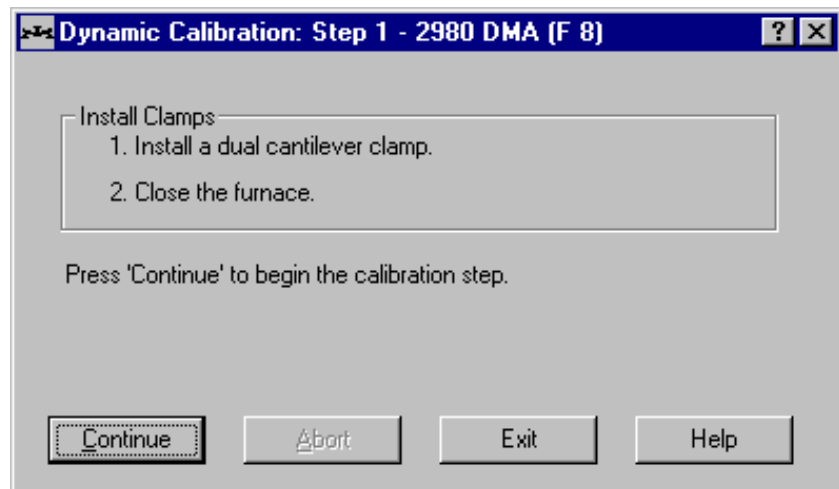 Dynamic Calibration: Step 1 - 2980 DMA (F 8)
Install Clamps
1. Install a dual cantilever clamp.
2. Close the furnace.
Press 'Continue' to begin the calibration step.
Continue Abort Exit Help